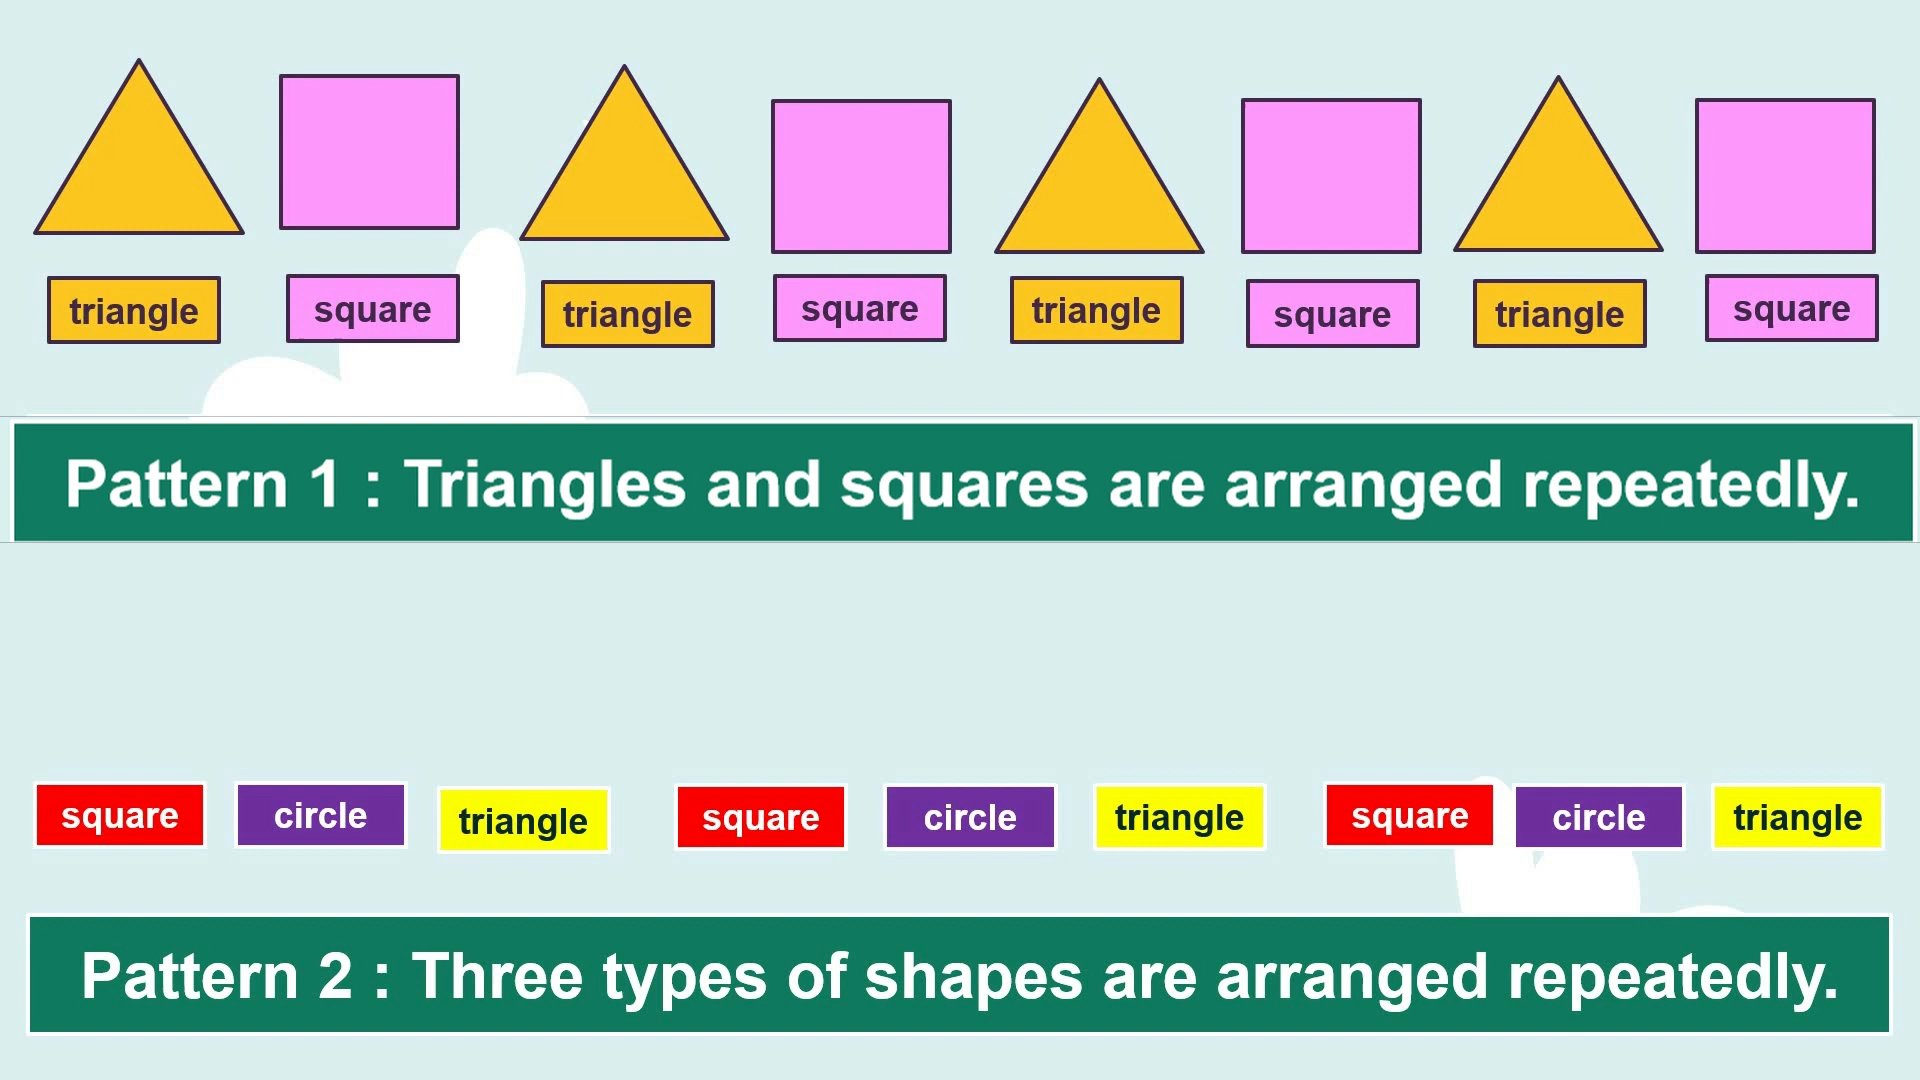 triangle square triangle square triangle square triangle square
Pattern 1 : Triangles and squares are arranged repeatedly.
square circle triangle square circle triangle square circle triangle
Pattern 2 : Three types of shapes are arranged repeatedly.